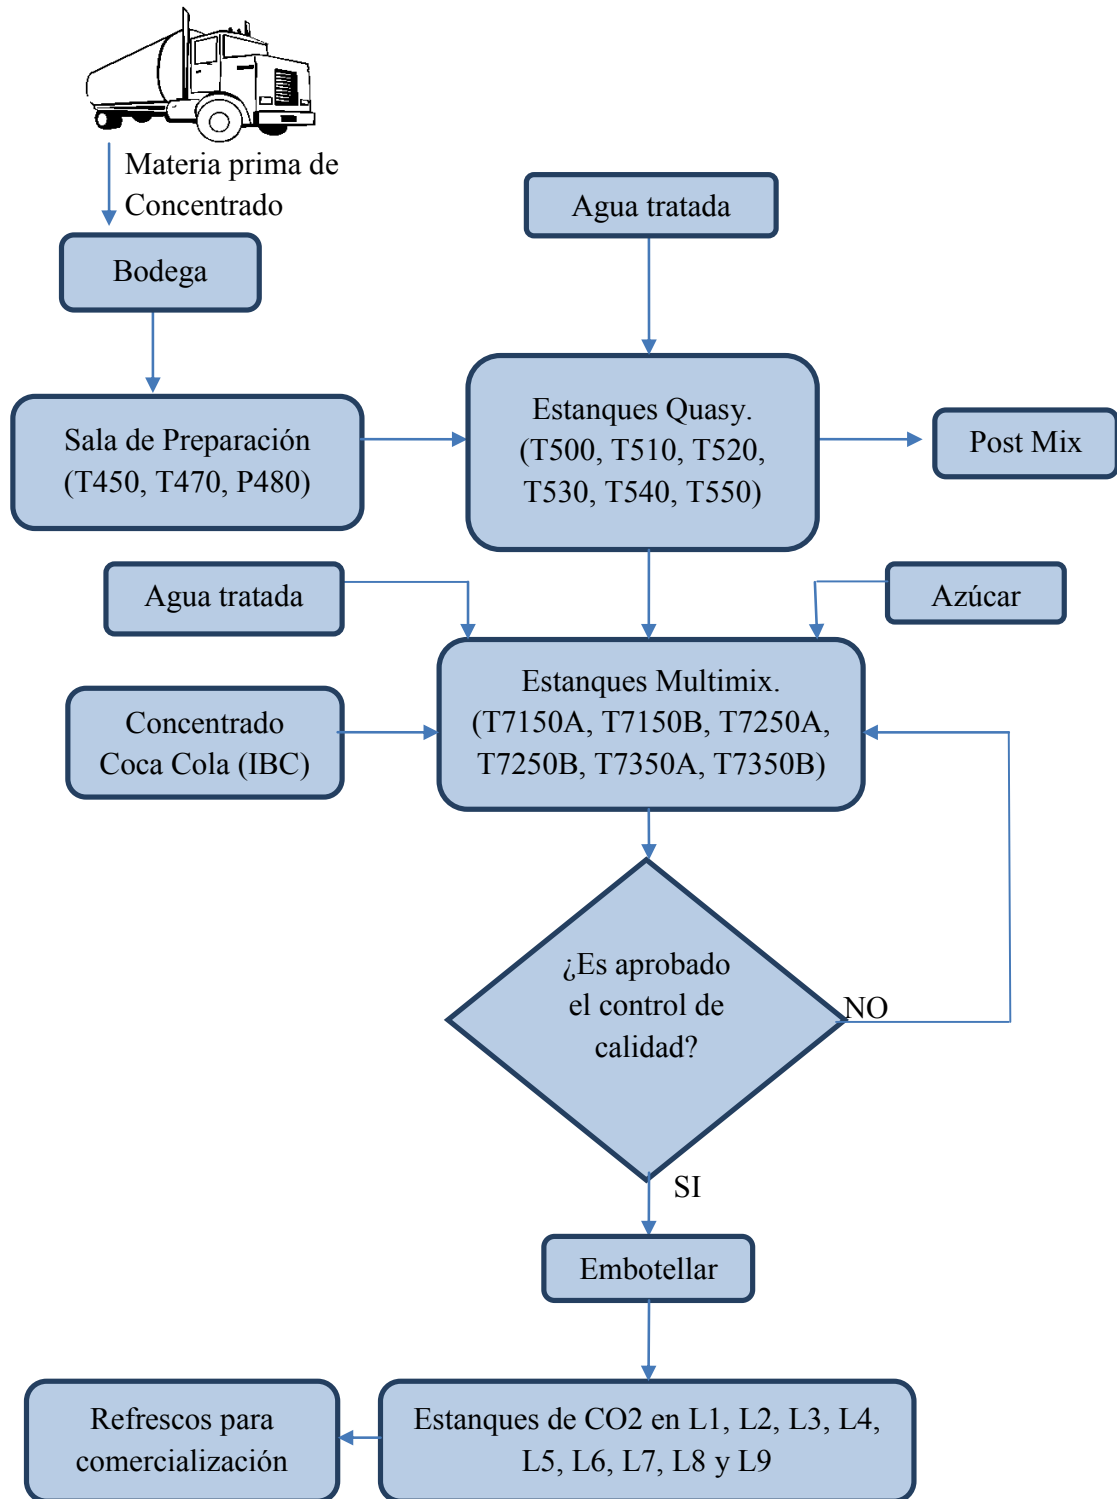 Materia prima de
Concentrado
Agua tratada
Bodega
Sala de Preparación
(T450, T470, P480)
Estanques Quasy.
(T500, T510, T520,
T530, T540, T550)
Post Mix
Agua tratada
Azúcar
Concentrado
Coca Cola (IBC)
Estanques Multimix.
(T7150A, T7150B, T7250A,
T7250B, T7350A, T7350B)
¿Es aprobado
el control de
calidad?
NO
SI
Embotellar
Estanques de CO2 en L1, L2, L3, L4,
L5, L6, L7, L8 y L9
Refrescos para
comercialización